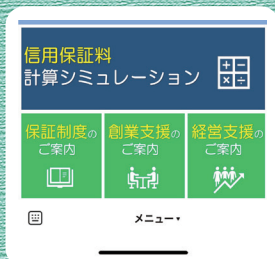 信用保証料
計算シミュレーション
保証制度の
ご案内
創業支援の
ご案内
経営支援の
ご案内
メニュー